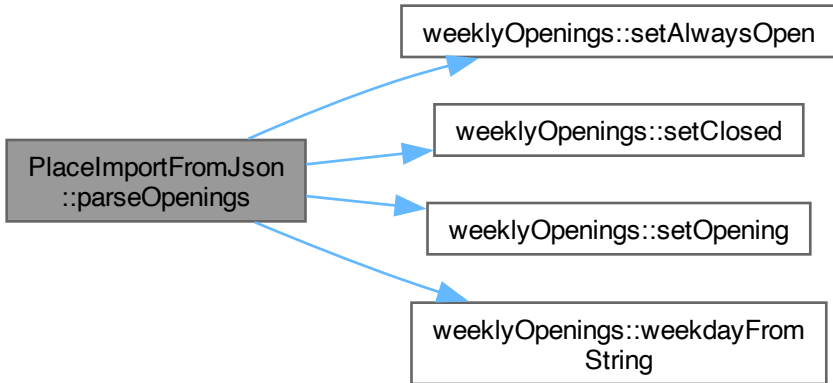 PlaceImportFromJson
::parseOpenings
weeklyOpenings::setAlwaysOpen
weeklyOpenings::setClosed
weeklyOpenings::setOpening
weeklyOpenings::weekdayFrom
String